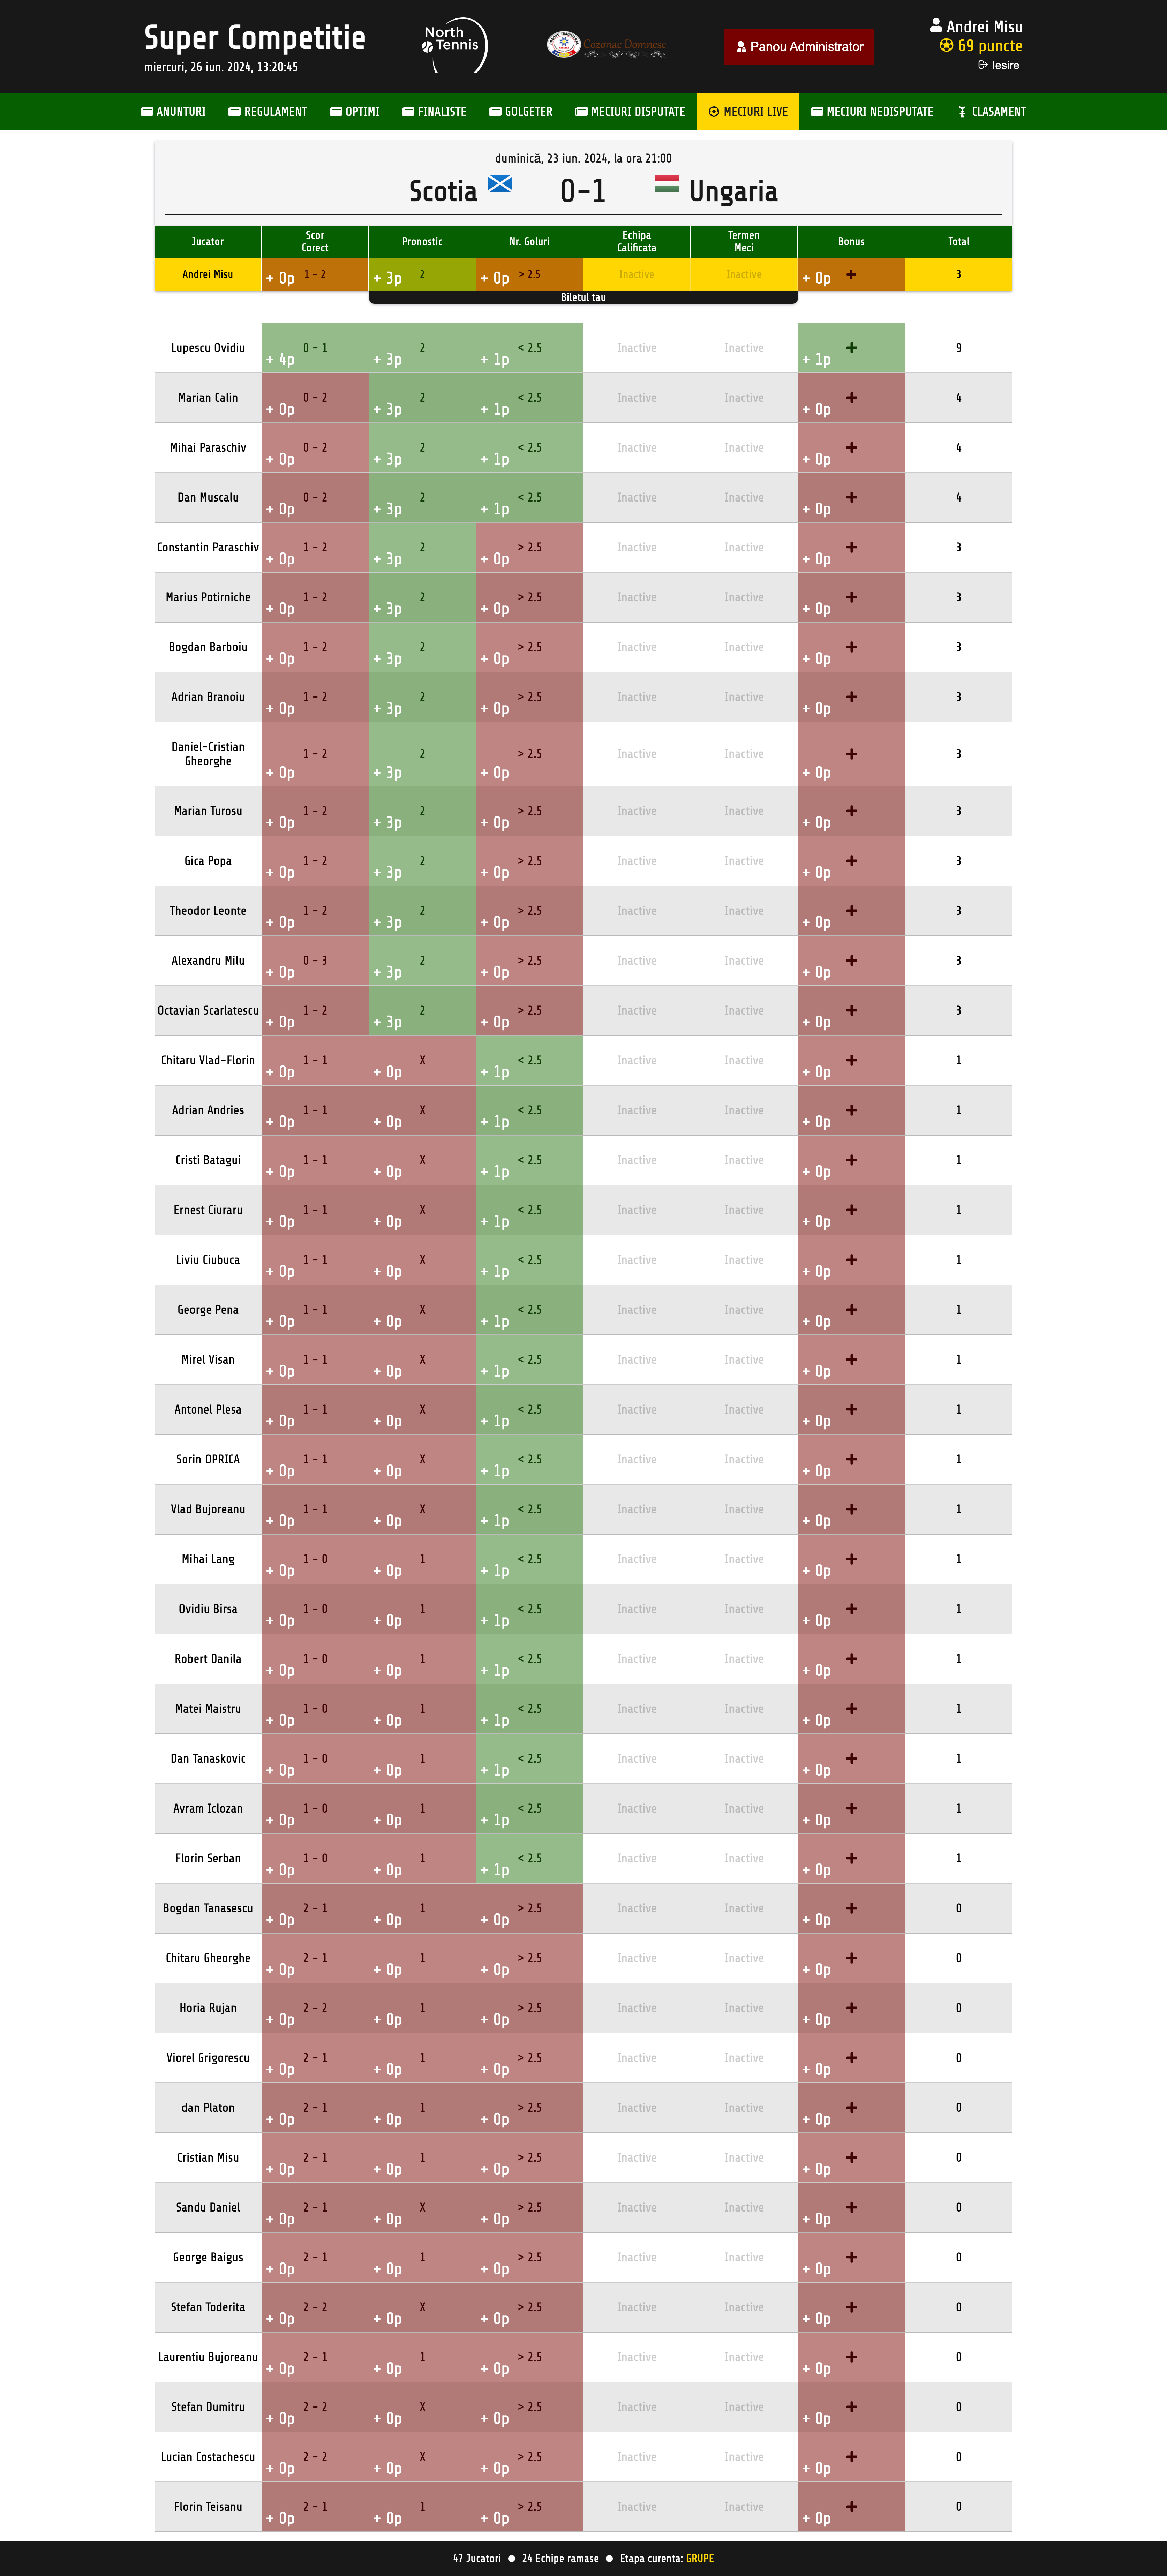 Super Competitie
miercuri, 26 iun. 2024, 13:20:45
North
Tennis
Cozonac Domnesc
Panou Administrator
Andrei Misu
69 puncte
Iesire
ANUNTURI REGULAMENT OPTIMI FINALISTE GOLGETER MECIURI DISPUTATE MECIURI LIVE MECIURI NEDISPUTATE CLASAMENT
duminică, 23 iun. 2024, la ora 21:00
Scotia 0-1 Ungaria
Jucator Scor Corect Pronostic Nr. Goluri Echipa Calificata Termen Meci Bonus Total
Andrei Misu + 0p 1 - 2 + 3p 2 + 0p > 2.5 Inactive Inactive + 0p + 3
Biletul tau
Lupescu Ovidiu + 4p 0 - 1 + 3p 2 + 1p < 2.5 Inactive Inactive + 1p + 9
Marian Calin + 0p 0 - 2 + 3p 2 + 1p < 2.5 Inactive Inactive + 0p + 4
Mihai Paraschiv + 0p 0 - 2 + 3p 2 + 1p < 2.5 Inactive Inactive + 0p + 4
Dan Muscalu + 0p 0 - 2 + 3p 2 + 1p < 2.5 Inactive Inactive + 0p + 4
Constantin Paraschiv + 0p 1 - 2 + 3p 2 + 0p > 2.5 Inactive Inactive + 0p + 3
Marius Potirniche + 0p 1 - 2 + 3p 2 + 0p > 2.5 Inactive Inactive + 0p + 3
Bogdan Barboiu + 0p 1 - 2 + 3p 2 + 0p > 2.5 Inactive Inactive + 0p + 3
Adrian Branoiu + 0p 1 - 2 + 3p 2 + 0p > 2.5 Inactive Inactive + 0p + 3
Daniel-Cristian Gheorghe + 0p 1 - 2 + 3p 2 + 0p > 2.5 Inactive Inactive + 0p + 3
Marian Turosu + 0p 1 - 2 + 3p 2 + 0p > 2.5 Inactive Inactive + 0p + 3
Gica Popa + 0p 1 - 2 + 3p 2 + 0p > 2.5 Inactive Inactive + 0p + 3
Theodor Leonte + 0p 1 - 2 + 3p 2 + 0p > 2.5 Inactive Inactive + 0p + 3
Alexandru Milu + 0p 0 - 3 + 3p 2 + 0p > 2.5 Inactive Inactive + 0p + 3
Octavian Scarlatescu + 0p 1 - 2 + 3p 2 + 0p > 2.5 Inactive Inactive + 0p + 3
Chitaru Vlad-Florin + 0p 1 - 1 + 0p X + 1p < 2.5 Inactive Inactive + 0p + 1
Adrian Andries + 0p 1 - 1 + 0p X + 1p < 2.5 Inactive Inactive + 0p + 1
Cristi Batagui + 0p 1 - 1 + 0p X + 1p < 2.5 Inactive Inactive + 0p + 1
Ernest Ciuraru + 0p 1 - 1 + 0p X + 1p < 2.5 Inactive Inactive + 0p + 1
Liviu Ciubuca + 0p 1 - 1 + 0p X + 1p < 2.5 Inactive Inactive + 0p + 1
George Pena + 0p 1 - 1 + 0p X + 1p < 2.5 Inactive Inactive + 0p + 1
Mirel Visan + 0p 1 - 1 + 0p X + 1p < 2.5 Inactive Inactive + 0p + 1
Antonel Plesa + 0p 1 - 1 + 0p X + 1p < 2.5 Inactive Inactive + 0p + 1
Sorin OPRICA + 0p 1 - 1 + 0p X + 1p < 2.5 Inactive Inactive + 0p + 1
Vlad Bujoreanu + 0p 1 - 1 + 0p X + 1p < 2.5 Inactive Inactive + 0p + 1
Mihai Lang + 0p 1 - 0 + 0p 1 + 1p < 2.5 Inactive Inactive + 0p + 1
Ovidiu Birsa + 0p 1 - 0 + 0p 1 + 1p < 2.5 Inactive Inactive + 0p + 1
Robert Danila + 0p 1 - 0 + 0p 1 + 1p < 2.5 Inactive Inactive + 0p + 1
Matei Maistru + 0p 1 - 0 + 0p 1 + 1p < 2.5 Inactive Inactive + 0p + 1
Dan Tanaskovic + 0p 1 - 0 + 0p 1 + 1p < 2.5 Inactive Inactive + 0p + 1
Avram Iclozan + 0p 1 - 0 + 0p 1 + 1p < 2.5 Inactive Inactive + 0p + 1
Florin Serban + 0p 1 - 0 + 0p 1 + 1p < 2.5 Inactive Inactive + 0p + 1
Bogdan Tanasescu + 0p 2 - 1 + 0p 1 + 0p > 2.5 Inactive Inactive + 0p + 0
Chitaru Gheorghe + 0p 2 - 1 + 0p 1 + 0p > 2.5 Inactive Inactive + 0p + 0
Horia Rujan + 0p 2 - 2 + 0p 1 + 0p > 2.5 Inactive Inactive + 0p + 0
Viorel Grigorescu + 0p 2 - 1 + 0p 1 + 0p > 2.5 Inactive Inactive + 0p + 0
dan Platon + 0p 2 - 1 + 0p 1 + 0p > 2.5 Inactive Inactive + 0p + 0
Cristian Misu + 0p 2 - 1 + 0p 1 + 0p > 2.5 Inactive Inactive + 0p + 0
Sandu Daniel + 0p 2 - 1 + 0p X + 0p > 2.5 Inactive Inactive + 0p + 0
George Baigus + 0p 2 - 1 + 0p 1 + 0p > 2.5 Inactive Inactive + 0p + 0
Stefan Toderita + 0p 2 - 2 + 0p X + 0p > 2.5 Inactive Inactive + 0p + 0
Laurentiu Bujoreanu + 0p 2 - 1 + 0p 1 + 0p > 2.5 Inactive Inactive + 0p + 0
Stefan Dumitru + 0p 2 - 2 + 0p X + 0p > 2.5 Inactive Inactive + 0p + 0
Lucian Costachescu + 0p 2 - 2 + 0p X + 0p > 2.5 Inactive Inactive + 0p + 0
Florin Teisanu + 0p 2 - 1 + 0p 1 + 0p > 2.5 Inactive Inactive + 0p + 0
47 Jucatori ● 24 Echipe ramase ● Etapa curenta: GRUPE